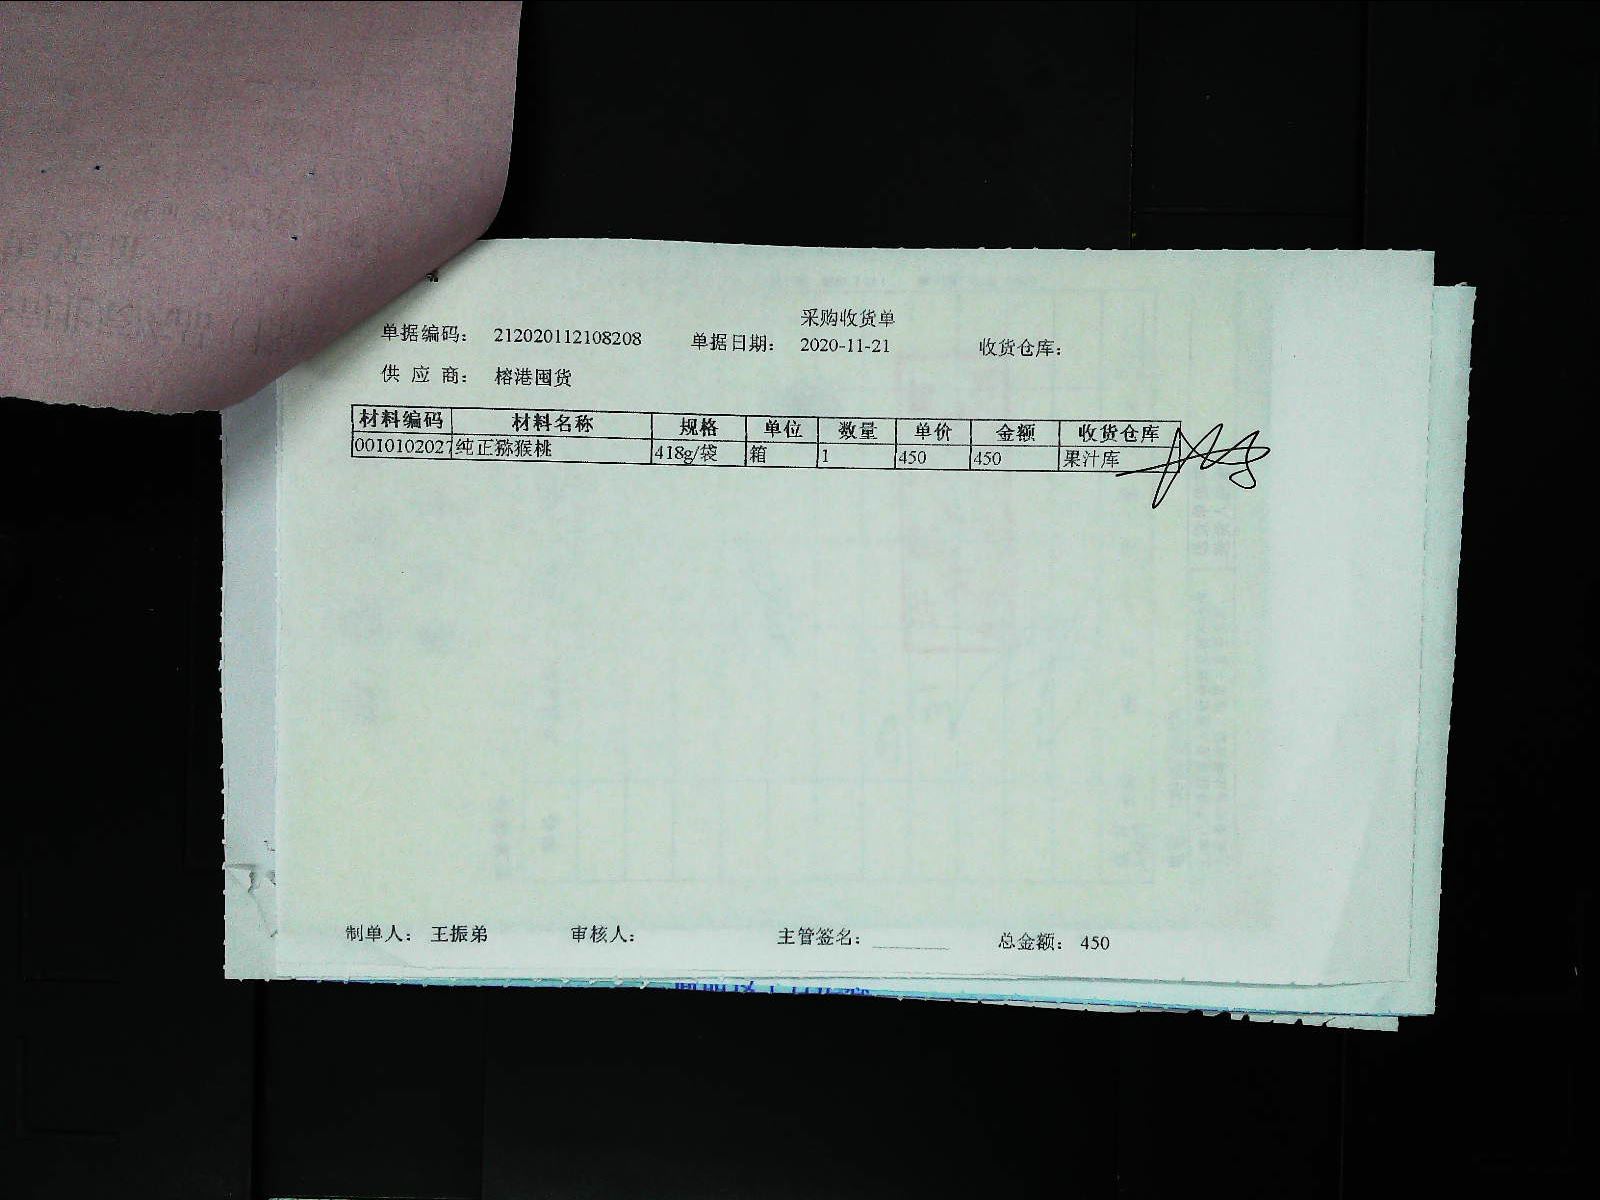 采购收货单
单据编码： 212020112108208 单据日期： 2020-11-21 收货仓库：
供 应 商： 榕港囤货
材料编码 材料名称 规格 单位 数量 单价 金额 收货仓库
0010102027 纯正猕猴桃 418g/袋 箱 1 450 450 果汁库
制单人： 王振弟 审核人： 主管签名： 总金额： 450